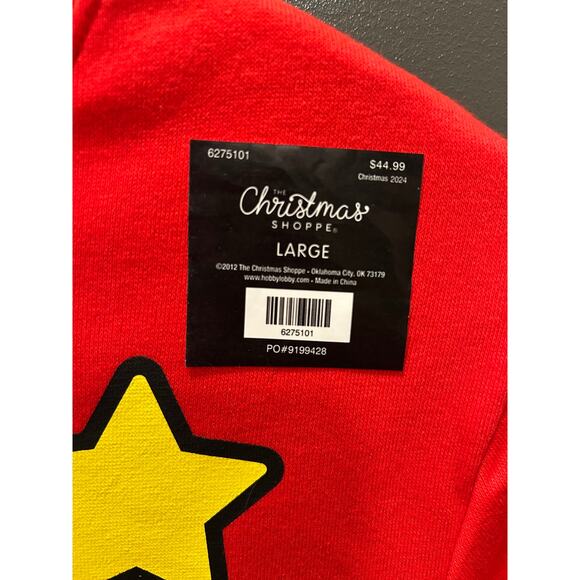 6275101
$44.99
Christmas 2024
THE
Christmas
SHOPPE®
LARGE
©2012 The Christmas Shoppe • Oklahoma City, OK 73179
www.hobbylobby.com • Made in China
6275101
PO#9199428